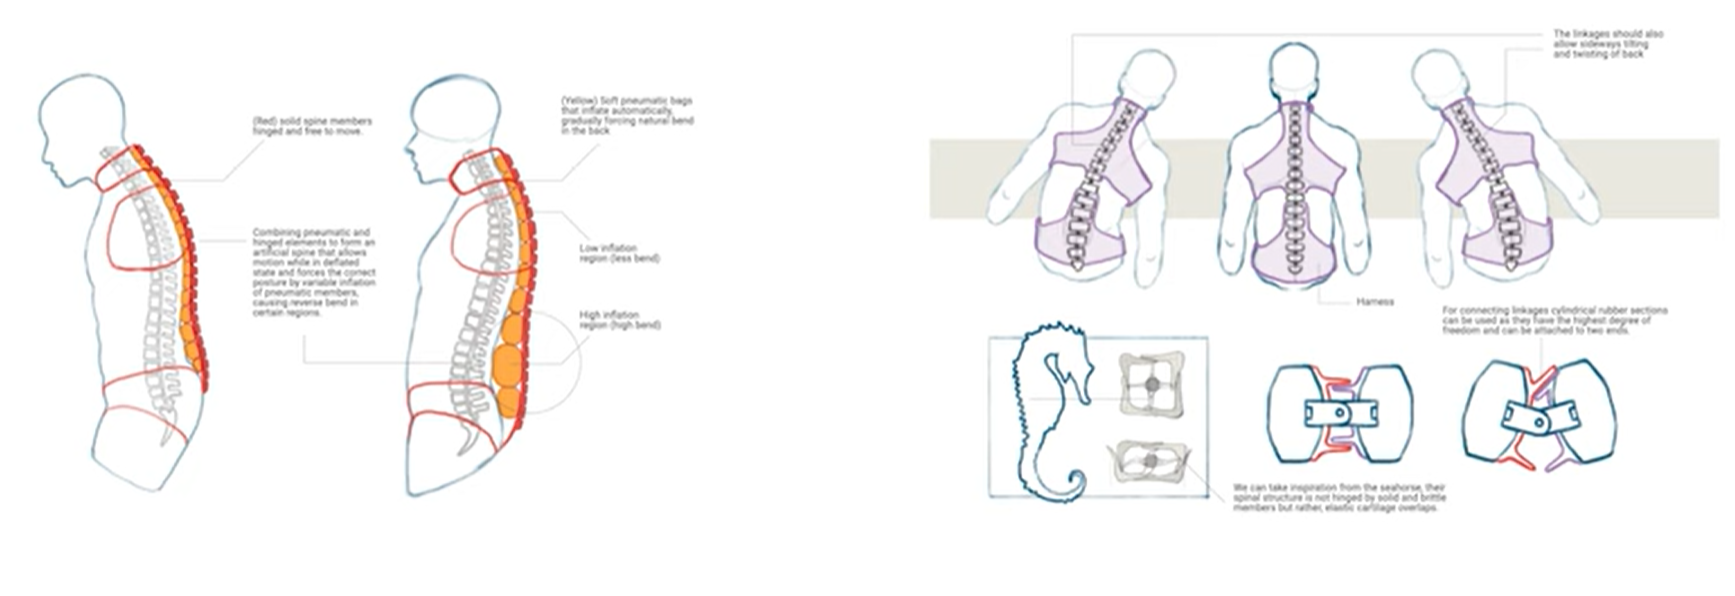 (Red) solid spine members
hinged and free to move.
Combining pneumatic and
hinged elements to form an
artificial spine that allows
motion while in deflated
state and forces the correct
posture by variable inflation
of pneumatic members,
causing reverse bend in
certain regions.
(Yellow) Soft pneumatic bags
that inflate automatically,
gradually forcing natural bend
in the back
Low inflation
region (less bend)
High inflation
region (high bend)
The linkages should also
allow sideways tilting
and twisting of back
Harness
For connecting linkages cylindrical rubber sections
can be used as they have the highest degree of
freedom and can be attached to two ends.
We can take inspiration from the seahorse, their
spinal structure is not hinged by solid and brittle
members but rather, elastic cartilage overlaps.